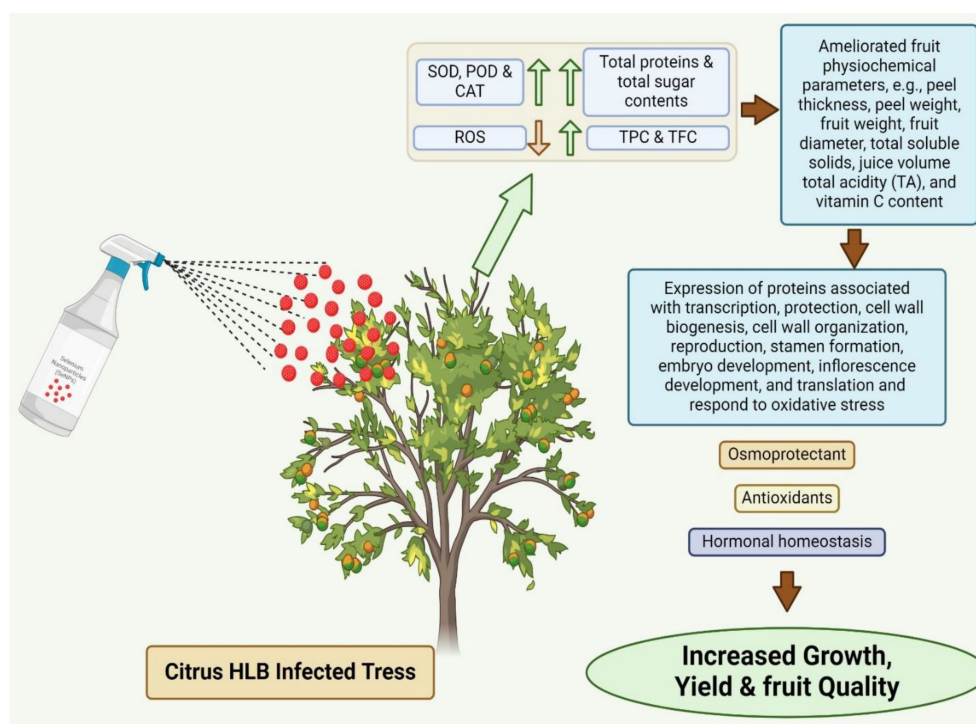 SOD, POD &
CAT
Total proteins &
total sugar
contents
ROS
TPC & TFC
Ameliorated fruit
physiochemical
parameters, e.g., peel
thickness, peel weight,
fruit weight, fruit
diameter, total soluble
solids, juice volume
total acidity (TA), and
vitamin C content
Expression of proteins associated
with transcription, protection, cell wall
biogenesis, cell wall organization,
reproduction, stamen formation,
embryo development, inflorescence
development, and translation and
respond to oxidative stress
Selenium
Nanoparticles
(SeNPs)
Osmoprotectant
Antioxidants
Hormonal homeostasis
Citrus HLB Infected Tress
Increased Growth,
Yield & fruit Quality